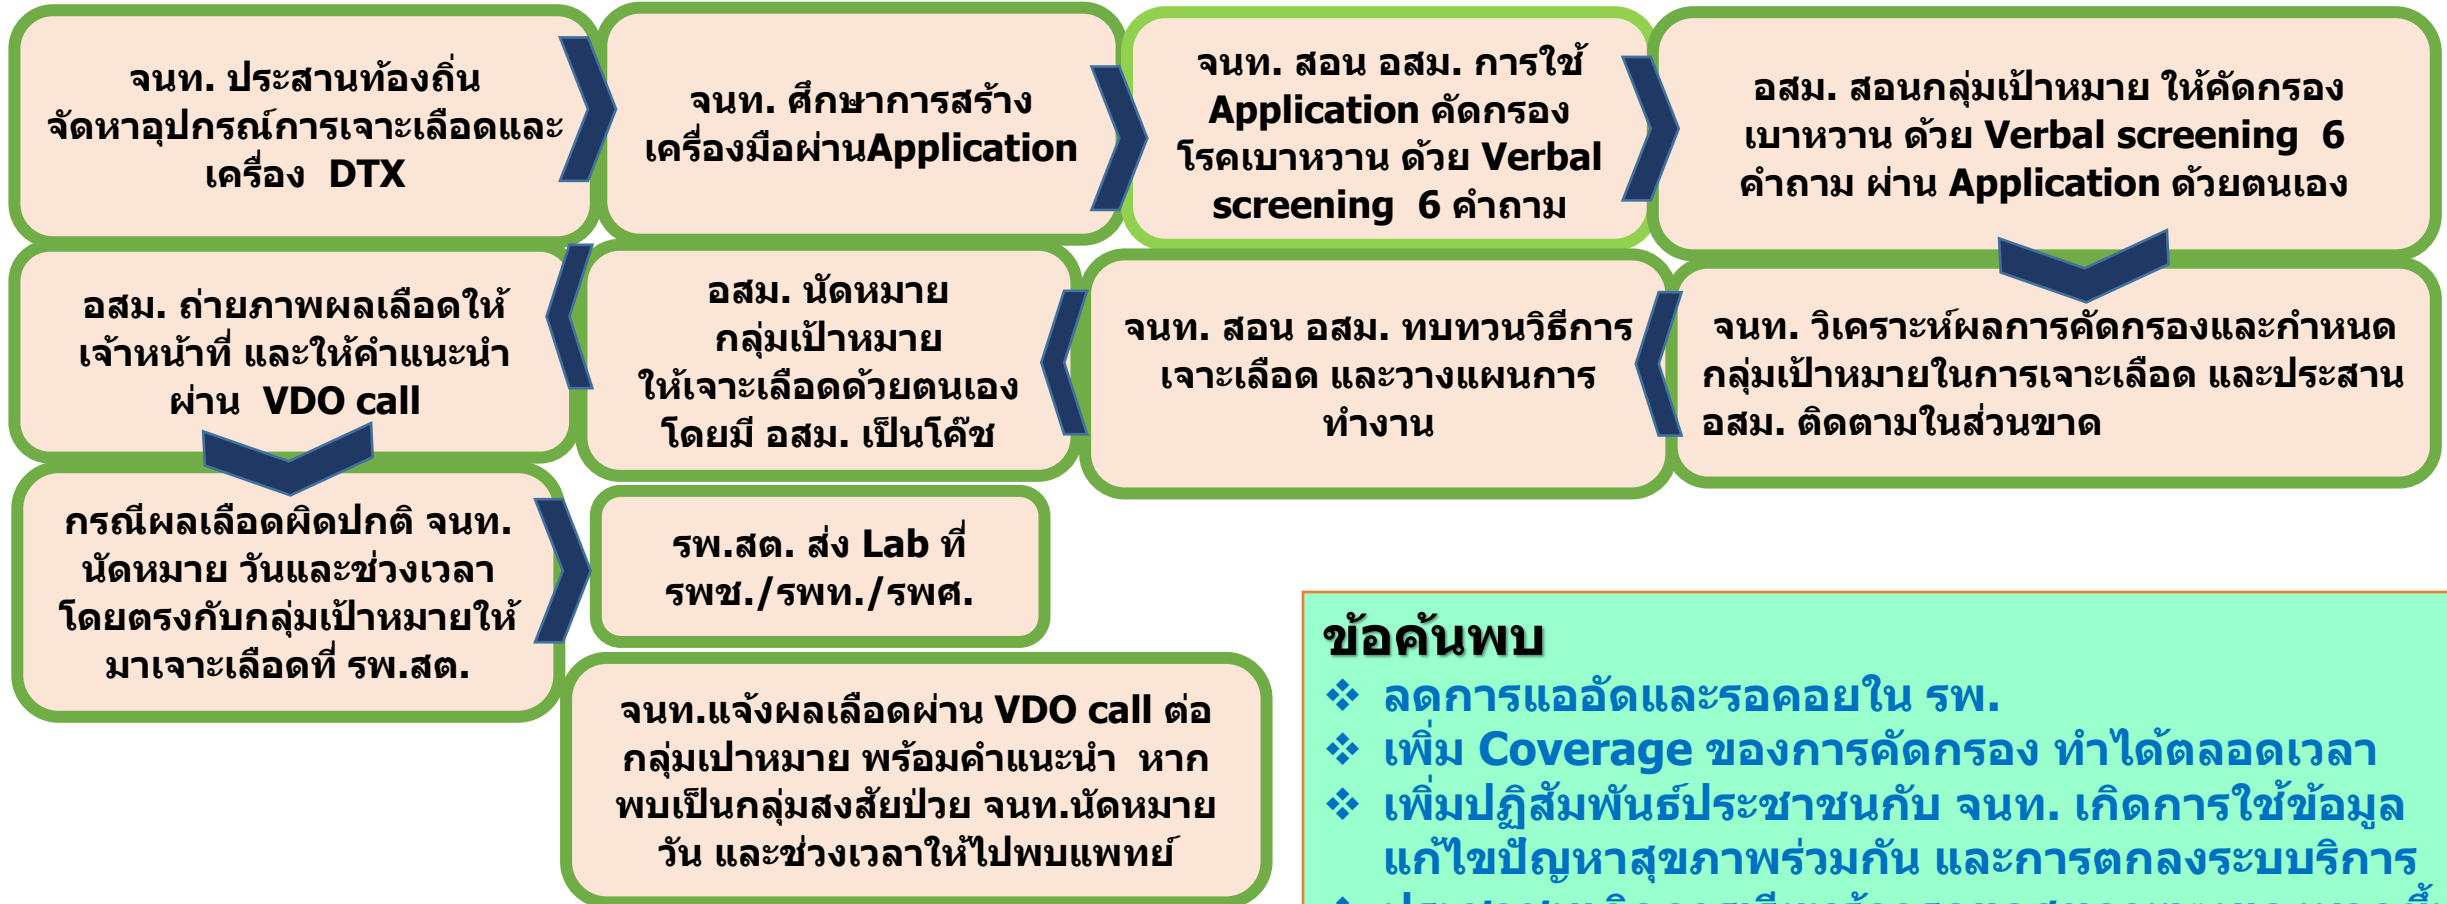 จนท. ประสานท้องถิ่น
จัดหาอุปกรณ์การเจาะเลือดและ
เครื่อง DTX
จนท. ศึกษาการสร้าง
เครื่องมือผ่านApplication
จนท. สอน อสม. การใช้
Application คัดกรอง
โรคเบาหวาน ด้วย Verbal
screening 6 คำถาม
อสม. สอนกลุ่มเป้าหมาย ให้คัดกรอง
เบาหวาน ด้วย Verbal screening 6
คำถาม ผ่าน Application ด้วยตนเอง
จนท. วิเคราะห์ผลการคัดกรองและกำหนด
กลุ่มเป้าหมายในการเจาะเลือด และประสาน
อสม. ติดตามในส่วนขาด
จนท. สอน อสม. ทบทวนวิธีการ
เจาะเลือด และวางแผนการ
ทำงาน
อสม. นัดหมาย
กลุ่มเป้าหมาย
ให้เจาะเลือดด้วยตนเอง
โดยมี อสม. เป็นโค๊ช
อสม. ถ่ายภาพผลเลือดให้
เจ้าหน้าที่ และให้คำแนะนำ
ผ่าน VDO call
กรณีผลเลือดผิดปกติ จนท.
นัดหมาย วันและช่วงเวลา
โดยตรงกับกลุ่มเป้าหมายให้
มาเจาะเลือดที่ รพ.สต.
รพ.สต. ส่ง Lab ที่
รพช./รพท./รพศ.
จนท.แจ้งผลเลือดผ่าน VDO call ต่อ
กลุ่มเปาหมาย พร้อมคำแนะนำ หาก
พบเป็นกลุ่มสงสัยป่วย จนท.นัดหมาย
วัน และช่วงเวลาให้ไปพบแพทย์
ข้อค้นพบ
❖ ลดการแออัดและรอคอยใน รพ.
❖ เพิ่ม Coverage ของการคัดกรอง ทำได้ตลอดเวลา
❖ เพิ่มปฏิสัมพันธ์ประชาชนกับ จนท. เกิดการใช้ข้อมูล
แก้ไขปัญหาสุขภาพร่วมกัน และการตกลงระบบริการ